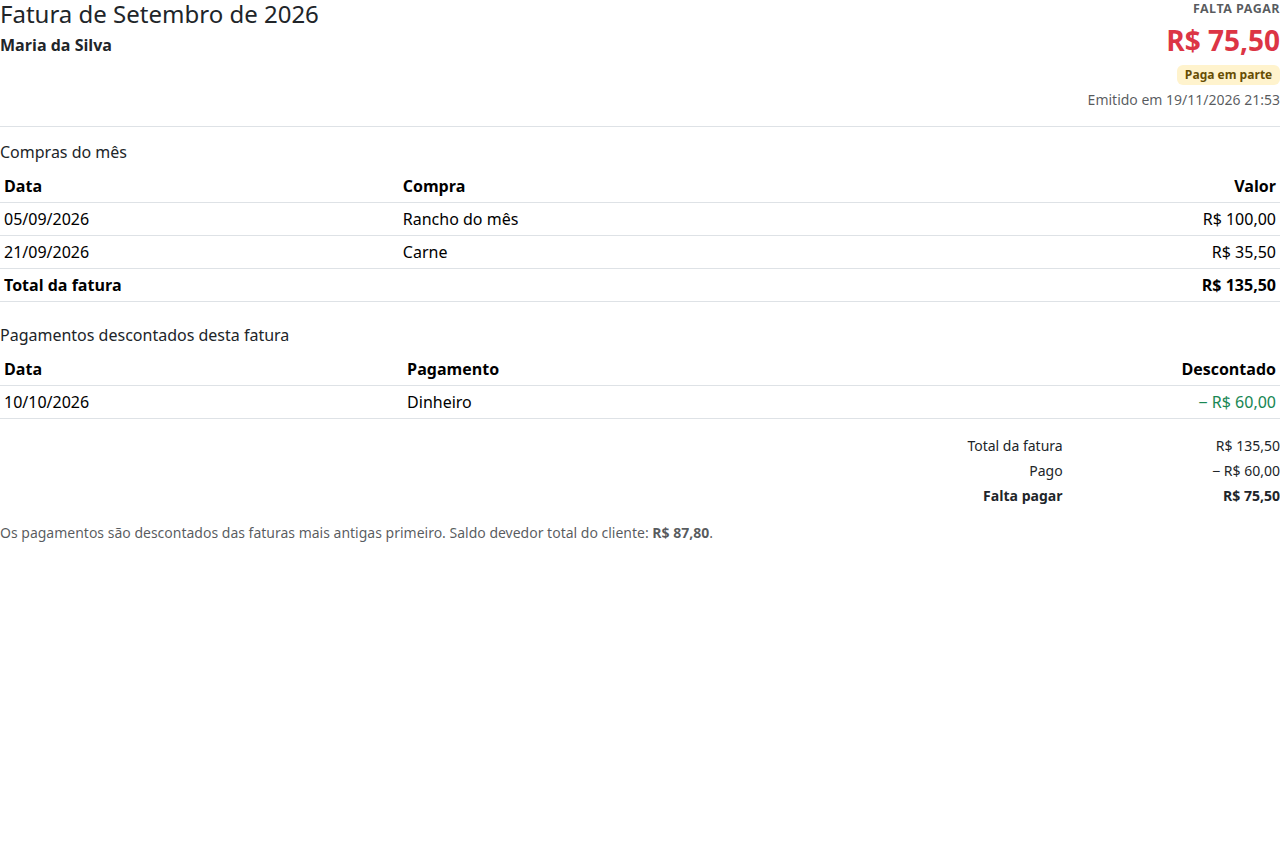 Fatura de Setembro de 2026
Maria da Silva
FALTA PAGAR
R$ 75,50
Paga em parte
Emitido em 19/11/2026 21:53
Compras do mês
Data Compra Valor
05/09/2026 Rancho do mês R$ 100,00
21/09/2026 Carne R$ 35,50
Total da fatura R$ 135,50
Pagamentos descontados desta fatura
Data Pagamento Descontado
10/10/2026 Dinheiro − R$ 60,00
Total da fatura R$ 135,50
Pago − R$ 60,00
Falta pagar R$ 75,50
Os pagamentos são descontados das faturas mais antigas primeiro. Saldo devedor total do cliente: R$ 87,80.